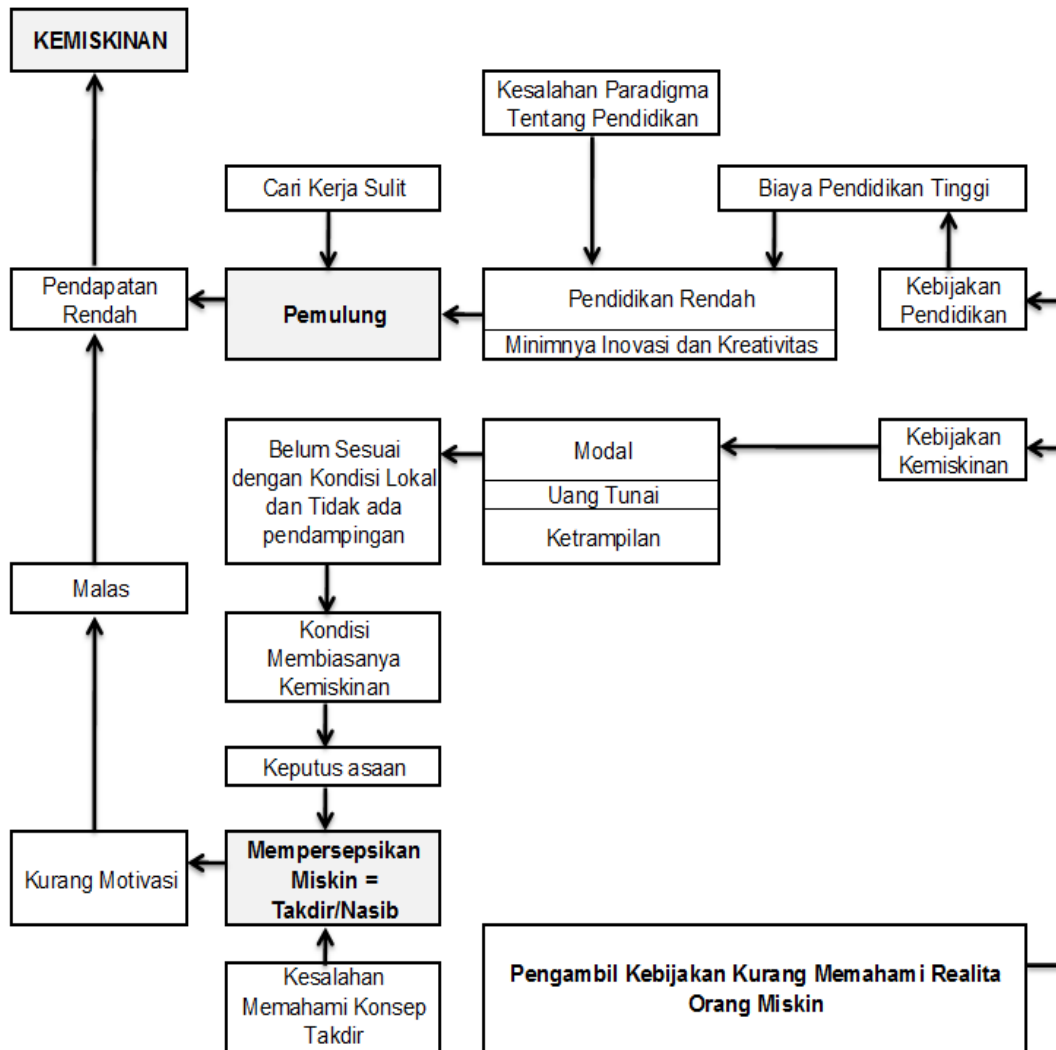 KEMISKINAN
Kesalahan Paradigma
Tentang Pendidikan
Cari Kerja Sulit
Biaya Pendidikan Tinggi
Pendapatan
Rendah
Pemulung
Pendidikan Rendah
Minimnya Inovasi dan Kreativitas
Kebijakan
Pendidikan
Belum Sesuai
dengan Kondisi Lokal
dan Tidak ada
pendampingan
Modal
Uang Tunai
Ketrampilan
Kebijakan
Kemiskinan
Malas
Kondisi
Membiasanya
Kemiskinan
Keputus asaan
Kurang Motivasi
Mempersepsikan
Miskin =
Takdir/Nasib
Kesalahan
Memahami Konsep
Takdir
Pengambil Kebijakan Kurang Memahami Realita
Orang Miskin